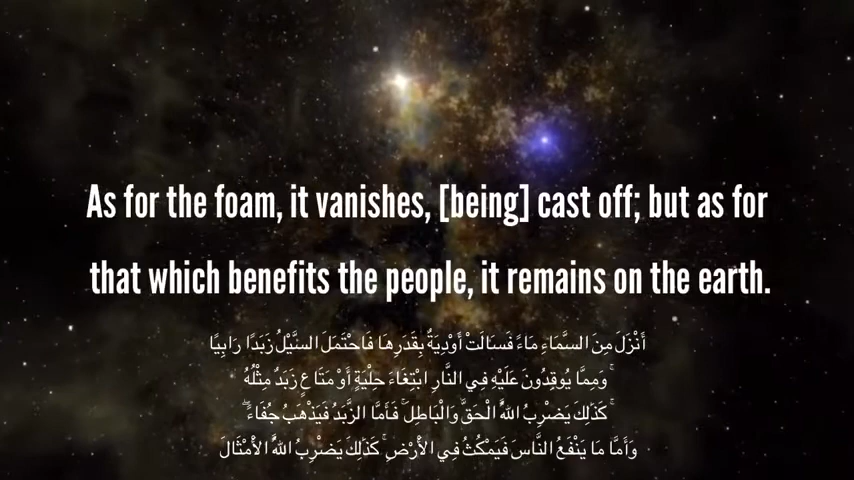 As for the foam, it vanishes, [being] cast off; but as for
that which benefits the people, it remains on the earth.
أَنْزَلَ مِنَ السَّمَاءِ مَاءً فَسَالَتْ أَوْدِيَةٌ بِقَدَرِهَا فَاحْتَمَلَ السَّيْلُ زَبَدًا رَابِيًا
ۚ وَمِمَّا يُوقِدُونَ عَلَيْهِ فِي النَّارِ ابْتِغَاءَ حِلْيَةٍ أَوْ مَتَاعٍ زَبَدٌ مِثْلُهُ
ۚ كَذَٰلِكَ يَضْرِبُ اللَّهُ الْحَقَّ وَالْبَاطِلَ ۚ فَأَمَّا الزَّبَدُ فَيَذْهَبُ جُفَاءً ۖ
وَأَمَّا مَا يَنْفَعُ النَّاسَ فَيَمْكُثُ فِي الْأَرْضِ ۚ كَذَٰلِكَ يَضْرِبُ اللَّهُ الْأَمْثَالَ